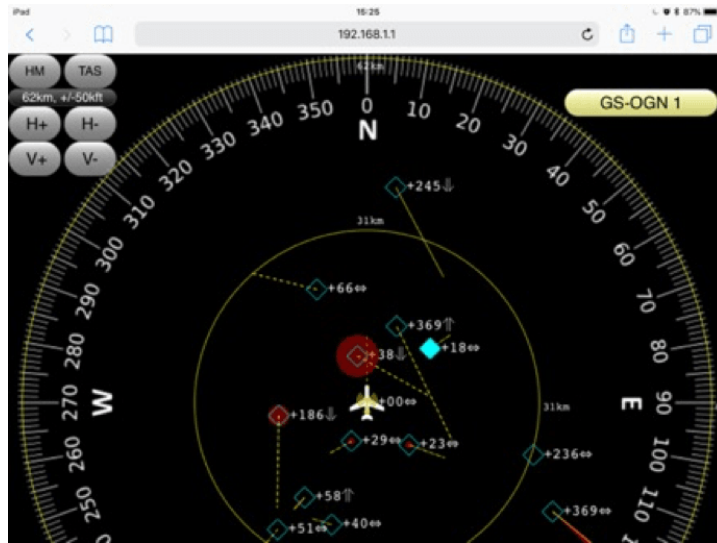 iPad 15:25 87%
192.168.1.1
HM TAS
62km, +/-50kft
H+ H-
V+ V-
GS-OGN 1
62km
350 0 10
340 20
330 30
320 40
310 50
300 60
290 70
280 80
270 90
260 100
250 110
N
W
E
31km
31km
+245⇓
+66⇔
+369⇑
+18⇔
+38⇓
+00⇔
+186⇓
+29⇔
+23⇔
+236⇔
+58⇑
+369⇔
+51⇔
+40⇔